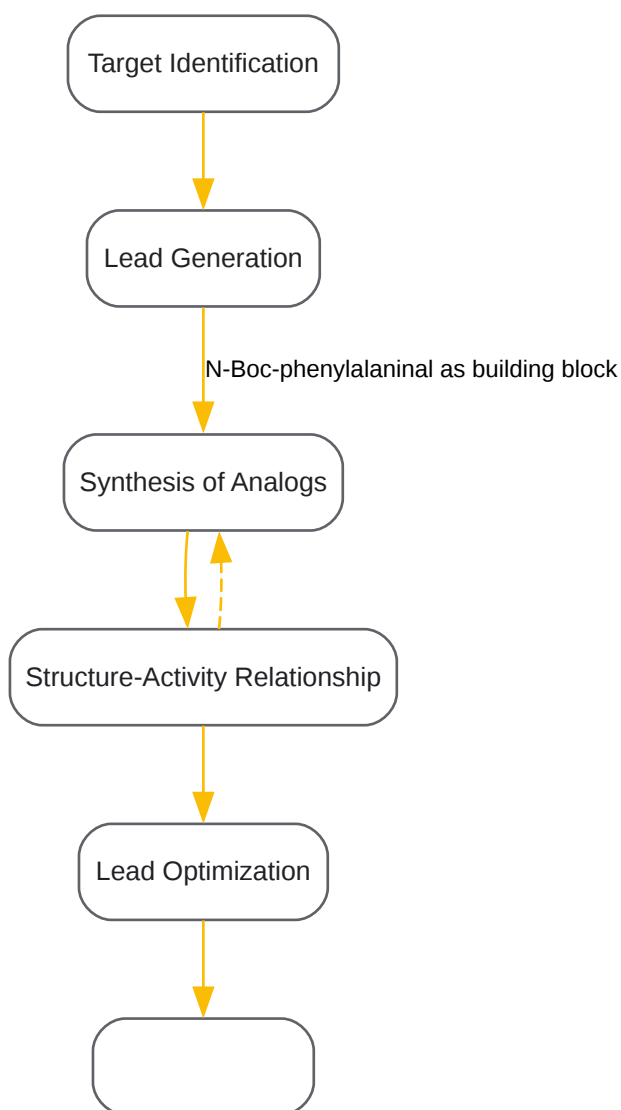 Target Identification
Lead Generation
N-Boc-phenylalaninal as building block
Synthesis of Analogs
Structure-Activity Relationship
Lead Optimization